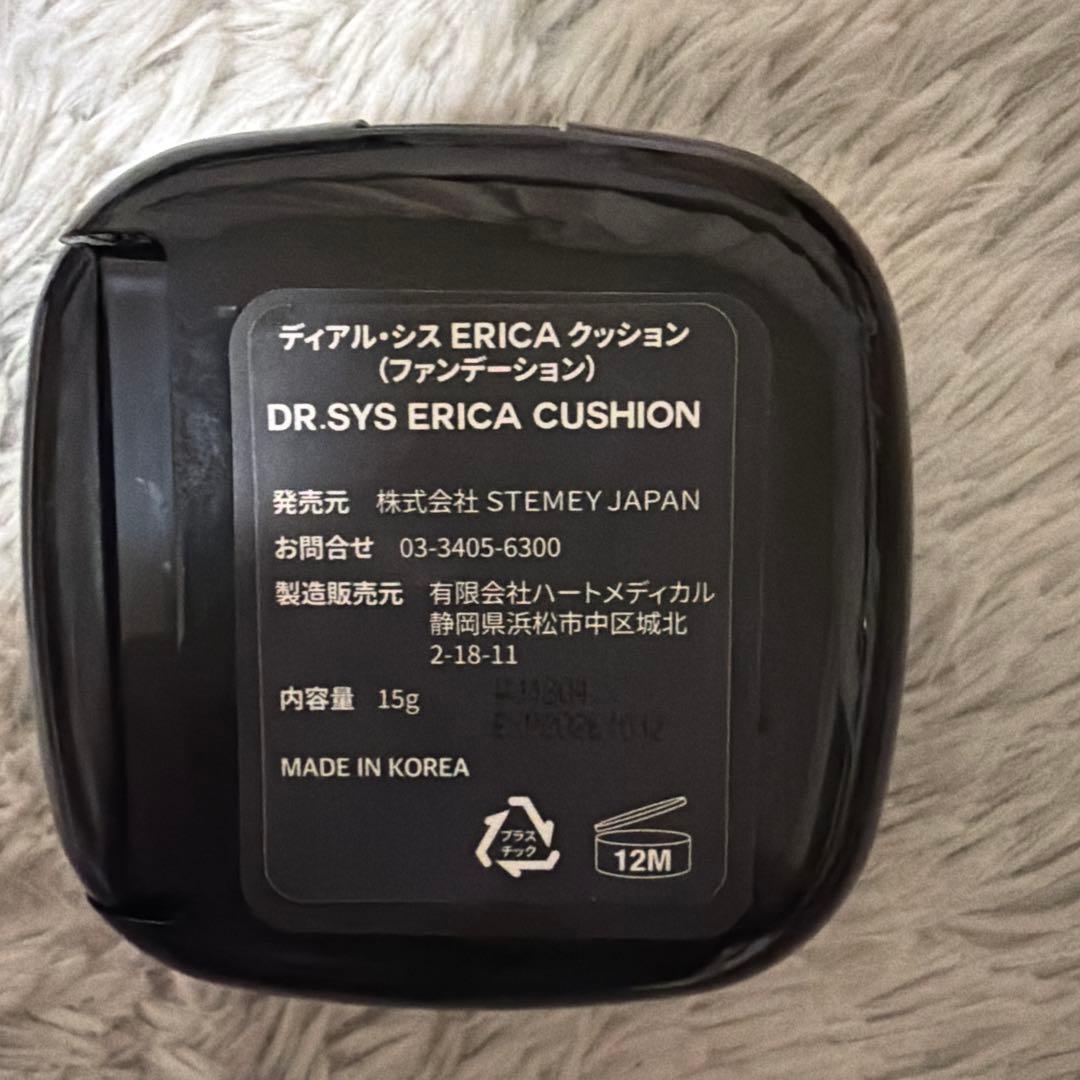 ディアル・シス ERICA クッション
（ファンデーション）
DR.SYS ERICA CUSHION
発売元 株式会社 STEMEY JAPAN
お問合せ 03-3405-6300
製造販売元 有限会社ハートメディカル
静岡県浜松市中区城北
2-18-11
内容量 15g
MADE IN KOREA
プラス
チック
12M